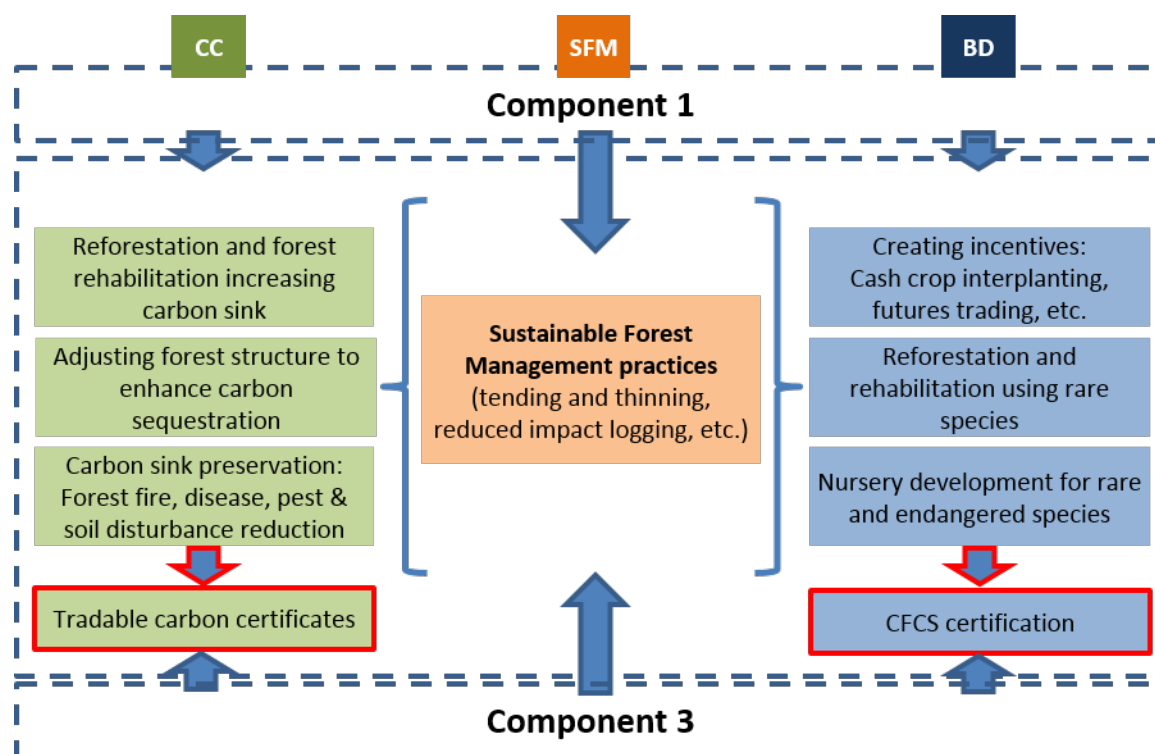 CC
SFM
BD
Component 1
Reforestation and forest
rehabilitation increasing
carbon sink
Adjusting forest structure to
enhance carbon
sequestration
Carbon sink preservation:
Forest fire, disease, pest &
soil disturbance reduction
Tradable carbon certificates
Sustainable Forest
Management practices
(tending and thinning,
reduced impact logging, etc.)
Creating incentives:
Cash crop interplanting,
futures trading, etc.
Reforestation and
rehabilitation using rare
species
Nursery development for rare
and endangered species
CFCS certification
Component 3